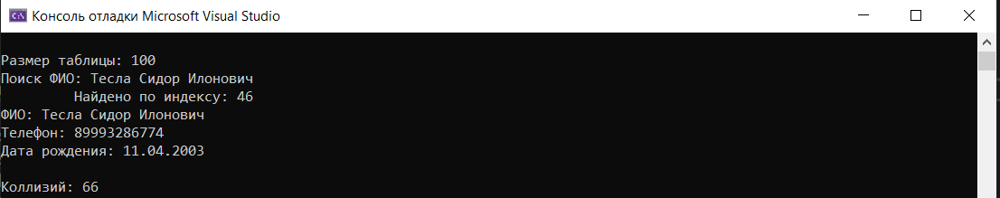 Консоль отладки Microsoft Visual Studio
Размер таблицы: 100
Поиск ФИО: Тесла Сидор Илонович
Найдено по индексу: 46
ФИО: Тесла Сидор Илонович
Телефон: 89993286774
Дата рождения: 11.04.2003
Коллизий: 66